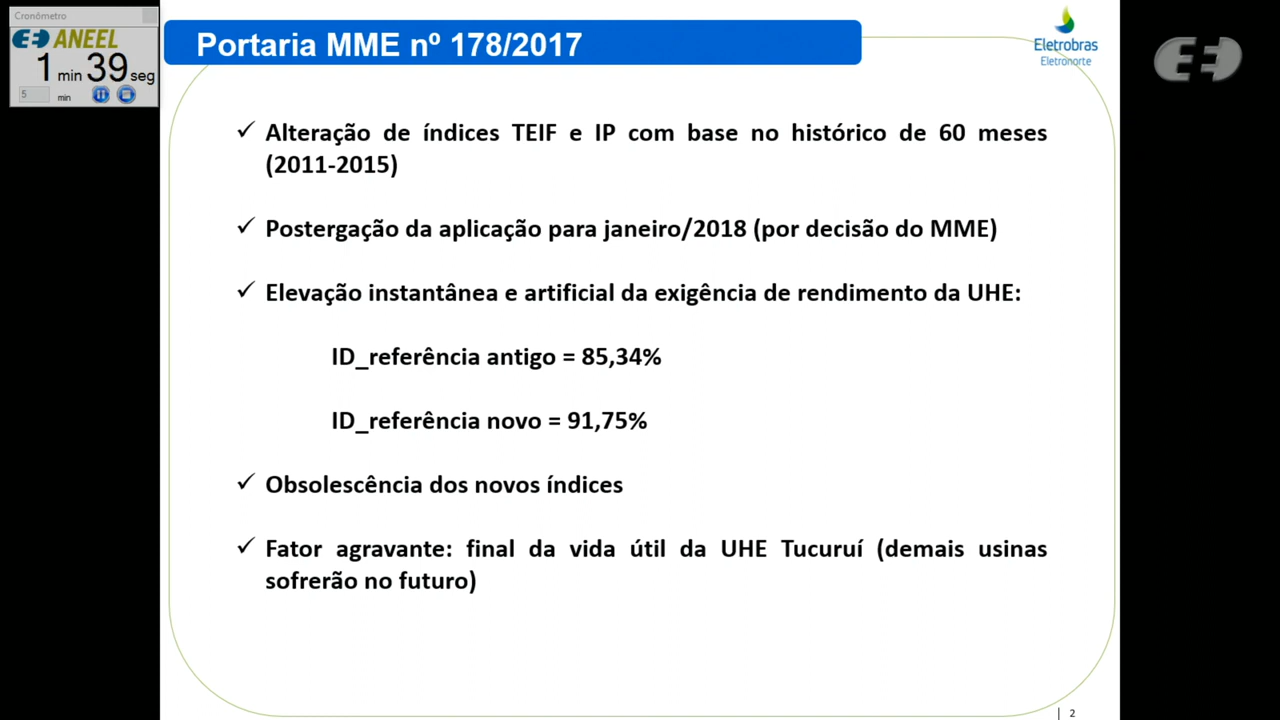 Cronômetro
ANEEL
1 min 39 seg
5 min
Portaria MME nº 178/2017
Eletrobras
Eletronorte
✓ Alteração de índices TEIF e IP com base no histórico de 60 meses
(2011-2015)
✓ Postergação da aplicação para janeiro/2018 (por decisão do MME)
✓ Elevação instantânea e artificial da exigência de rendimento da UHE:
ID_referência antigo = 85,34%
ID_referência novo = 91,75%
✓ Obsolescência dos novos índices
✓ Fator agravante: final da vida útil da UHE Tucuruí (demais usinas
sofrerão no futuro)
2